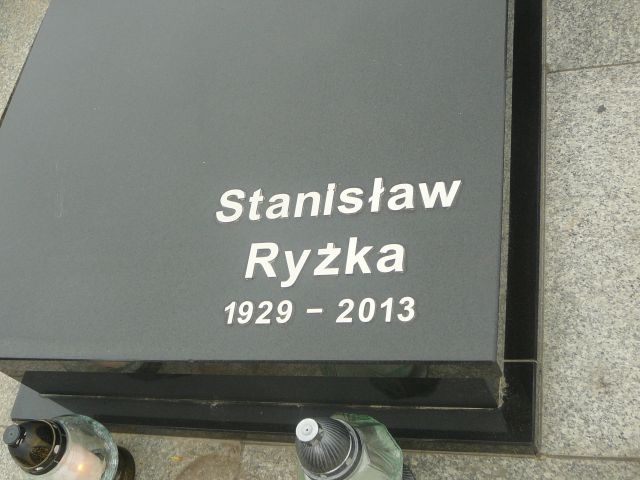 Stanisław
Ryżka
1929 – 2013